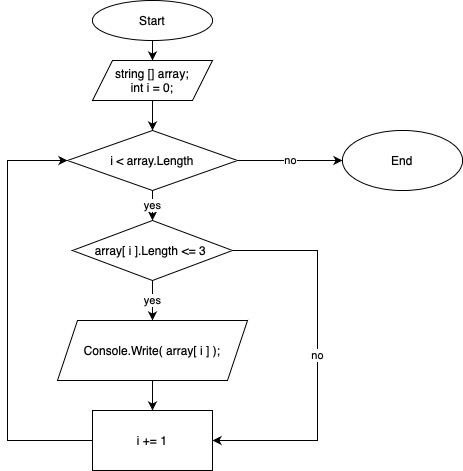 Start
string [] array;
int i = 0;
i < array.Length
no
End
yes
array[ i ].Length <= 3
yes
no
Console.Write( array[ i ] );
i += 1